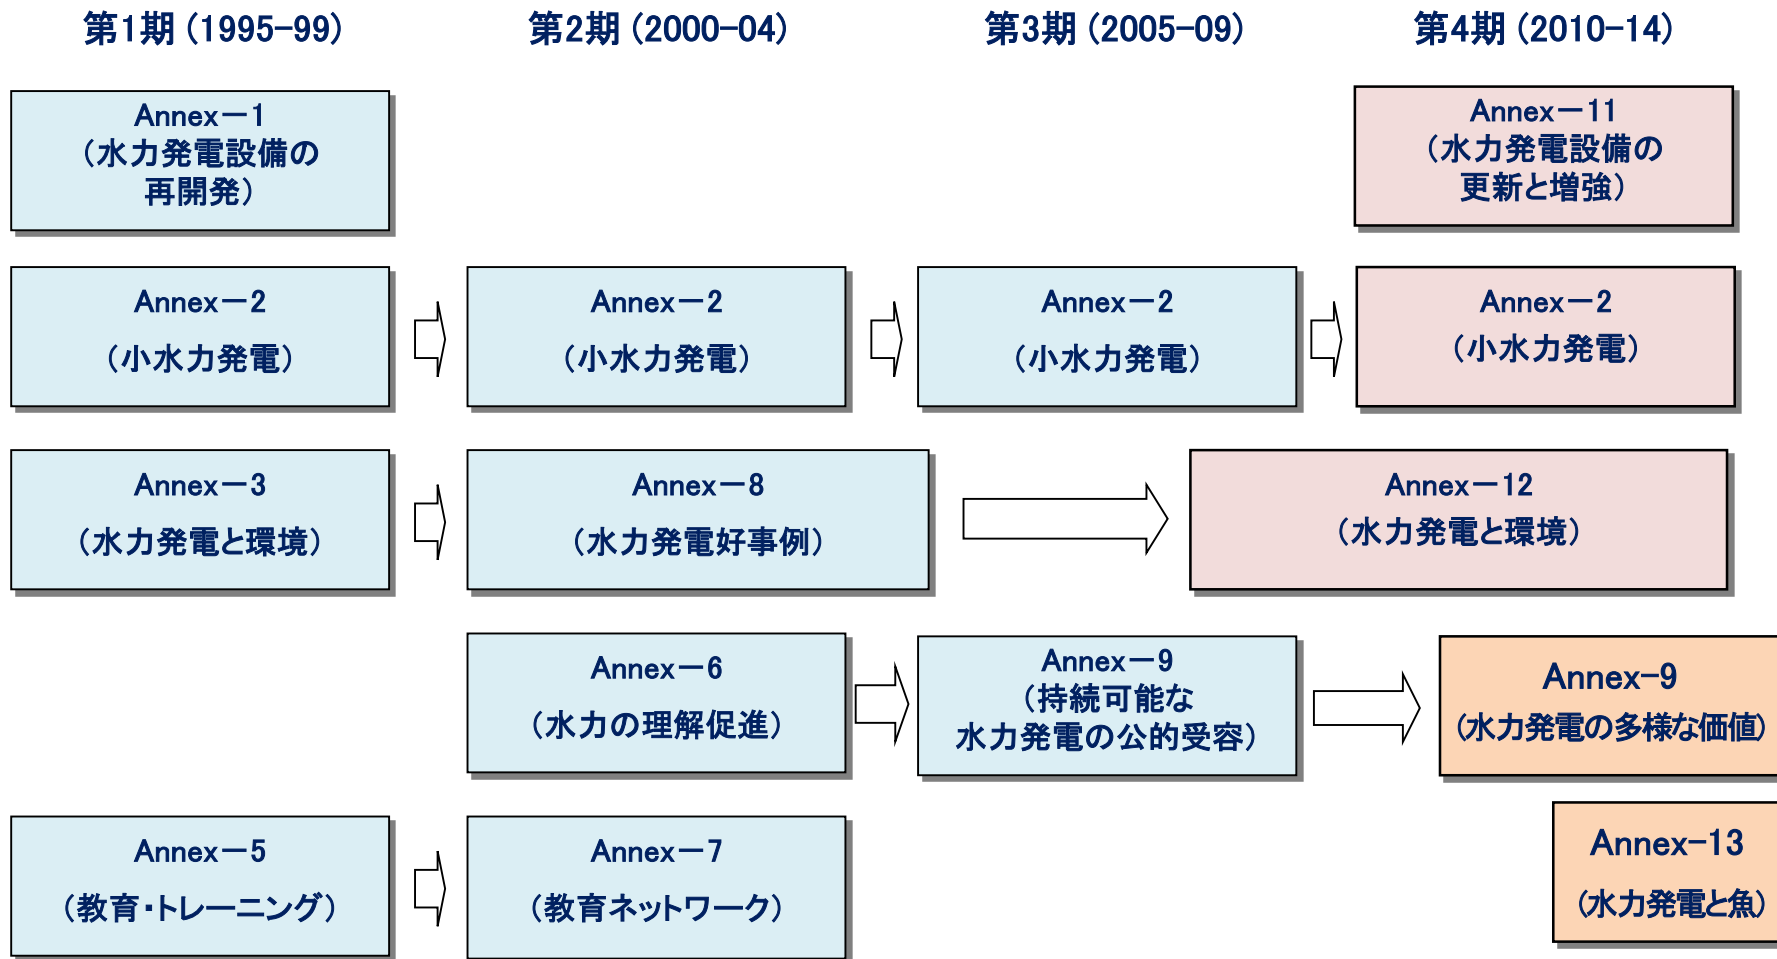 第1期 (1995-99)
第2期 (2000-04)
第3期 (2005-09)
第4期 (2010-14)
Annex－1
（水力発電設備の
再開発）
Annex－11
（水力発電設備の
更新と増強）
Annex－2
（小水力発電）
Annex－2
（小水力発電）
Annex－2
（小水力発電）
Annex－2
（小水力発電）
Annex－3
（水力発電と環境）
Annex－8
（水力発電好事例）
Annex－12
（水力発電と環境）
Annex－6
（水力の理解促進）
Annex－9
（持続可能な
水力発電の公的受容）
Annex-9
（水力発電の多様な価値）
Annex－5
（教育・トレーニング）
Annex－7
（教育ネットワーク）
Annex-13
（水力発電と魚）